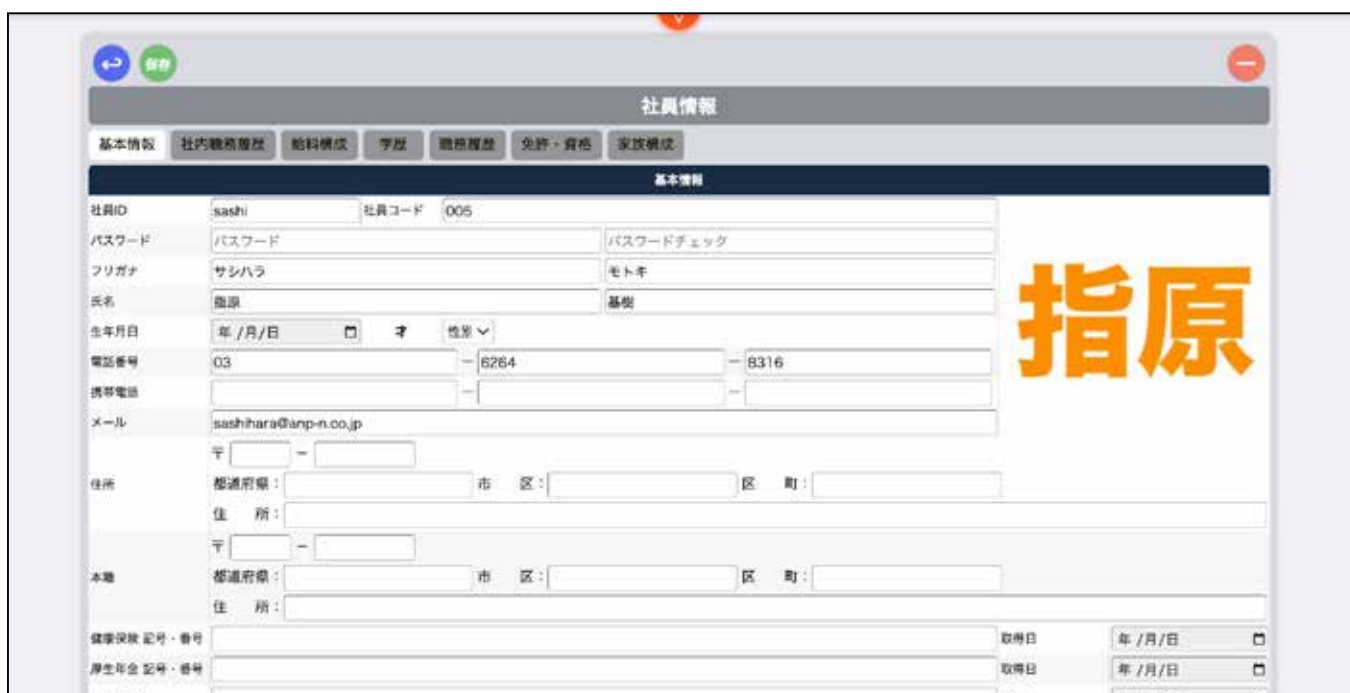 V
保存
社員情報
基本情報 社内職務履歴 給料構成 学歴 職務履歴 免許・資格 家族構成
基本情報
社員ID sashi 社員コード 005
パスワード パスワード パスワードチェック
フリガナ サシハラ モトキ
氏名 指原 基樹
生年月日 年 /月/日 才 性別
電話番号 03 − 6264 − 8316
携帯電話 − −
メール sashihara@anp-n.co.jp
指原
〒 −
住所 都道府県： 市 区： 区 町：
住 所：
〒 −
本籍 都道府県： 市 区： 区 町：
住 所：
健康保険 記号・番号 取得日 年 /月/日
厚生年金 記号・番号 取得日 年 /月/日